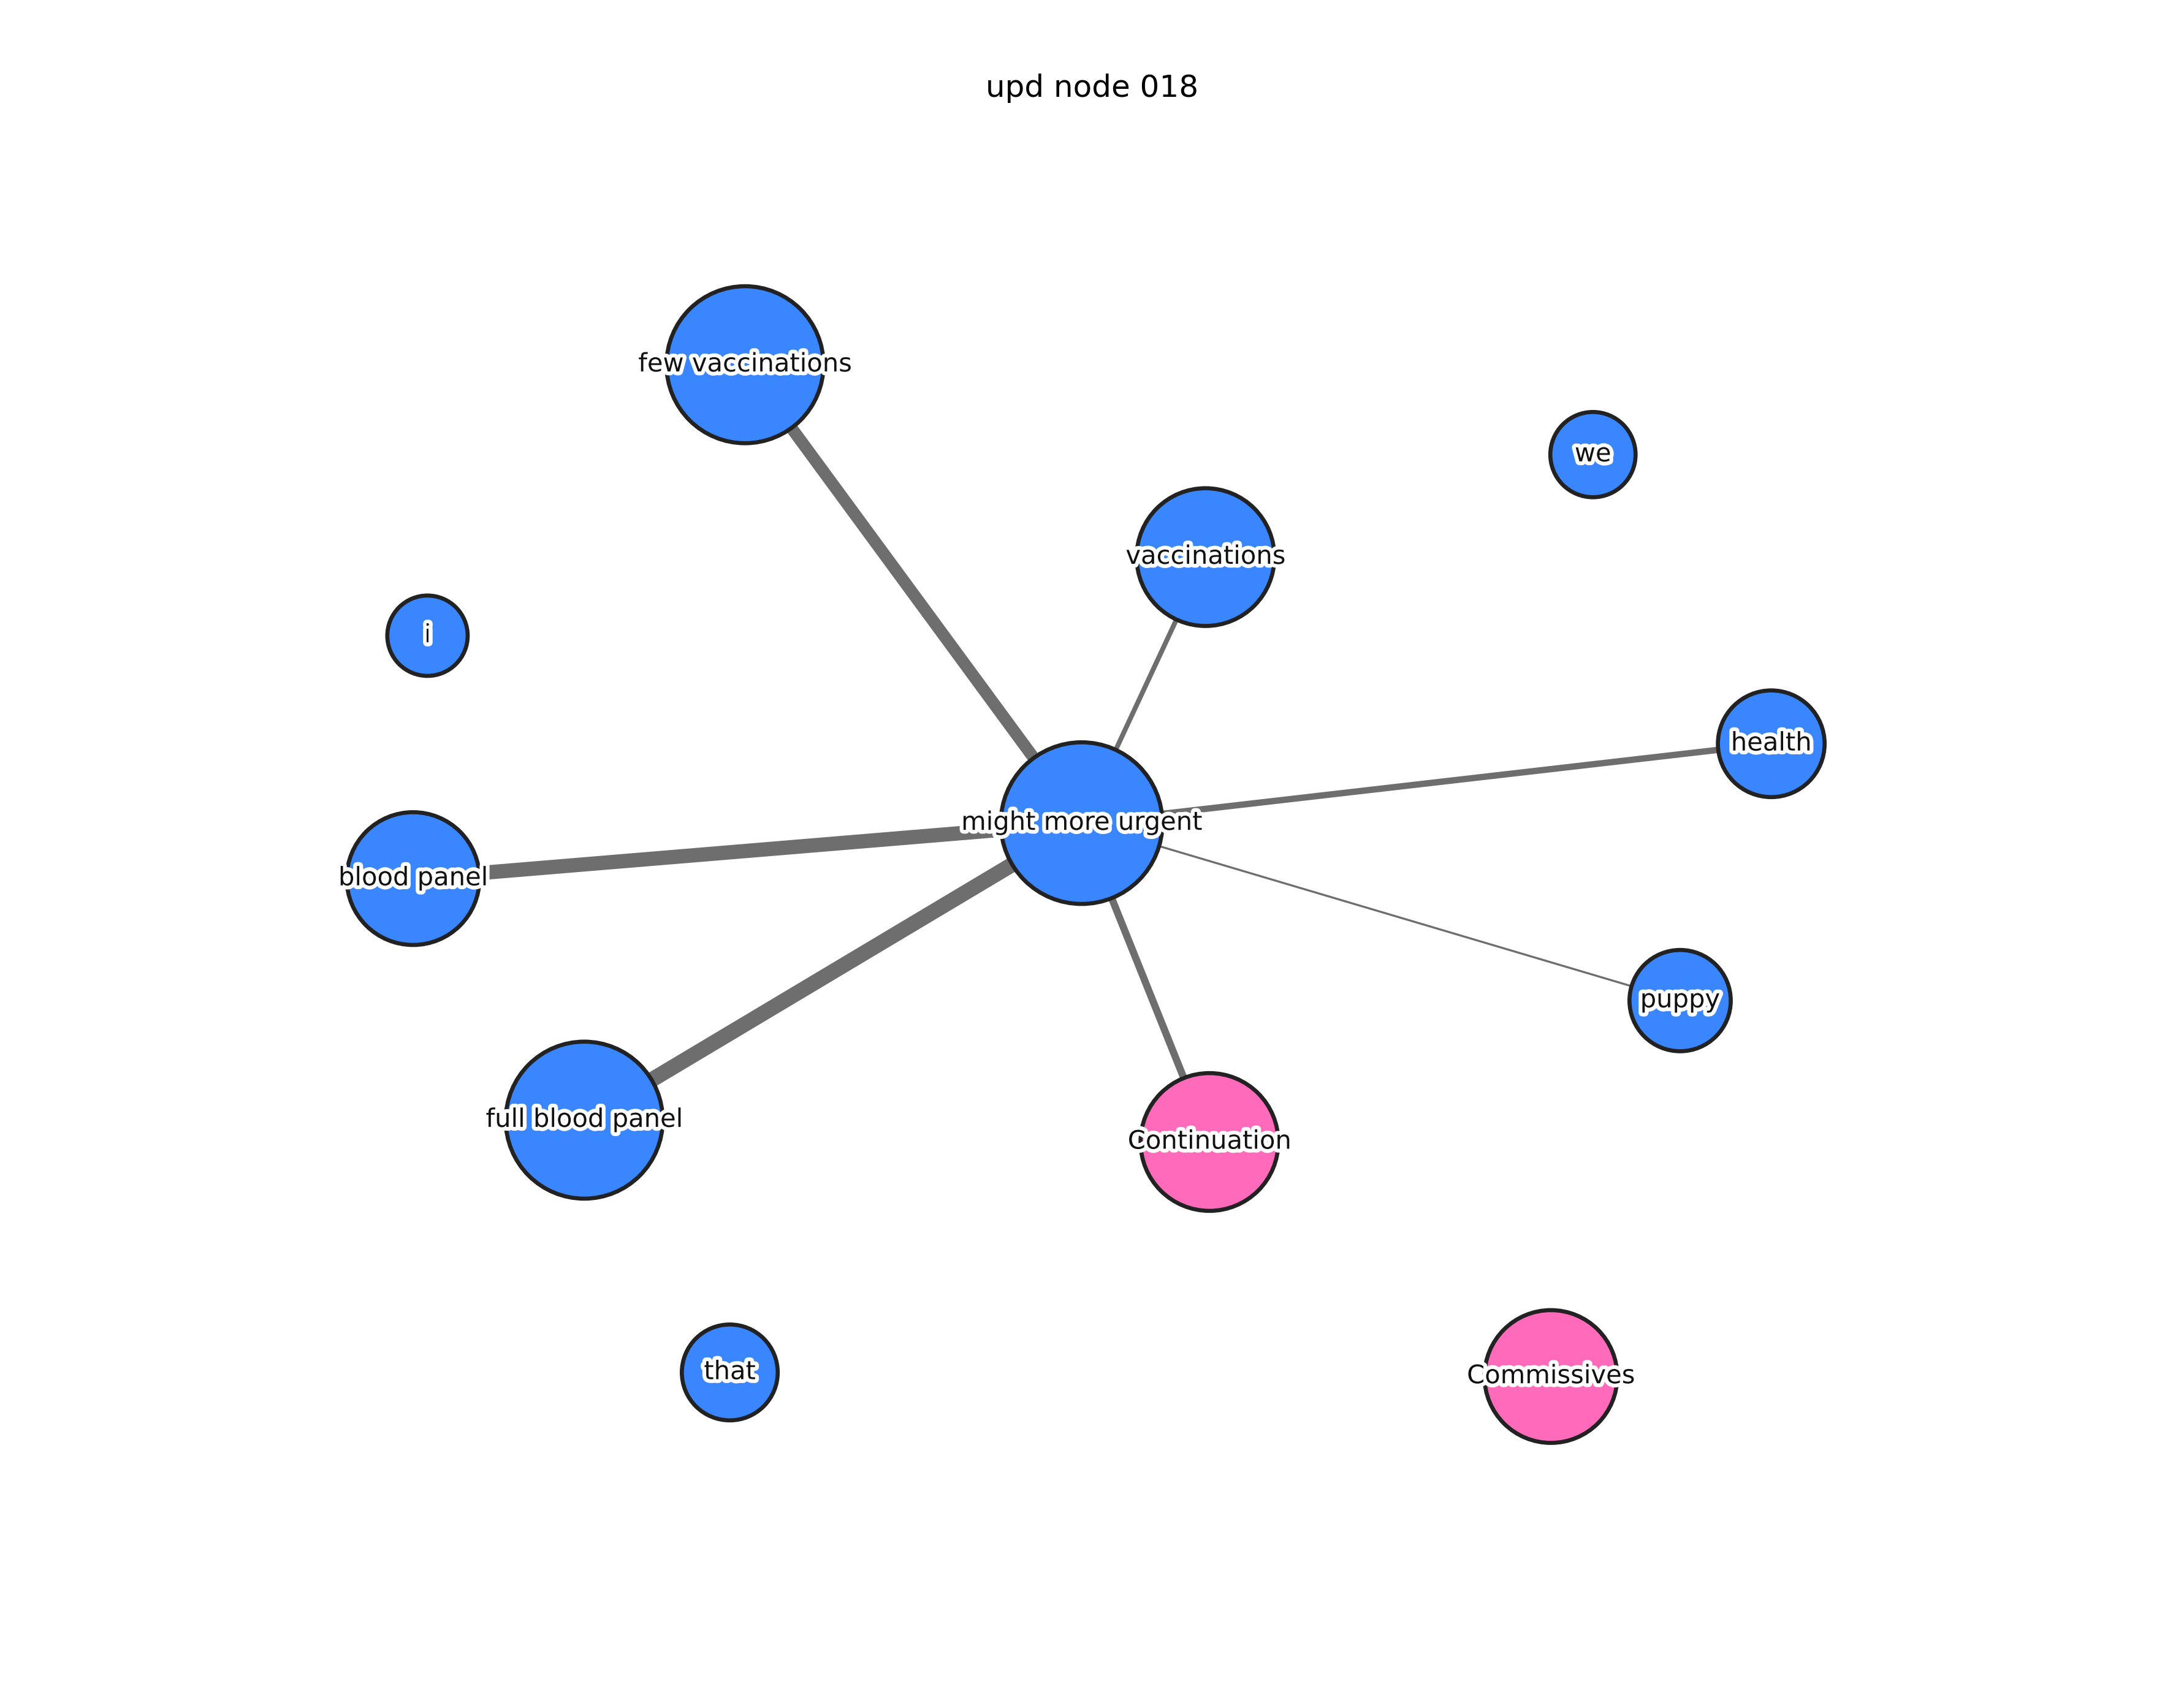 upd node 018
few vaccinations
we
vaccinations
i
health
might more urgent
blood panel
puppy
full blood panel
Continuation
that
Commissives